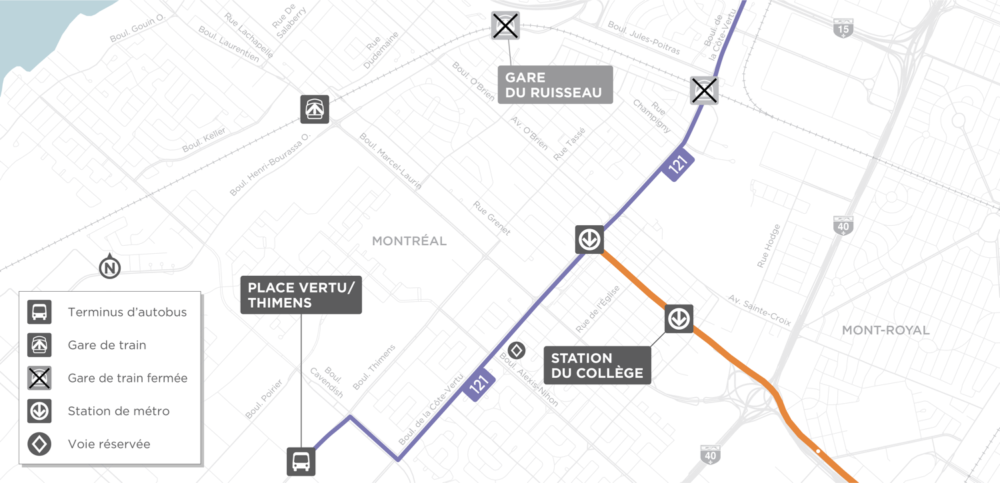 Boul. Gouin O.
Rue Lachapelle
Boul. Laurentien
Rue De
Salaberry
Rue
Dudemaine
Boul. Jules-Poitras
Boul. de
la Côte-Vertu
15
GARE
DU RUISSEAU
Boul. O'Brien
Rue
Champigny
Av. O'Brien
Rue Tassé
Boul. Keller
Boul. Henri-Bourassa O.
Boul. Marcel-Laurin
121
Rue Grenet
MONTRÉAL
40
Rue Hodge
N
PLACE VERTU/
THIMENS
Rue de l'Église
Av. Sainte-Croix
MONT-ROYAL
STATION
DU COLLÈGE
Terminus d'autobus
Gare de train
Gare de train fermée
Station de métro
Voie réservée
Boul. Poirier
Boul.
Cavendish
Boul. Thimens
Boul. de la Côte-Vertu
121
Boul. Alexis-Nihon
40